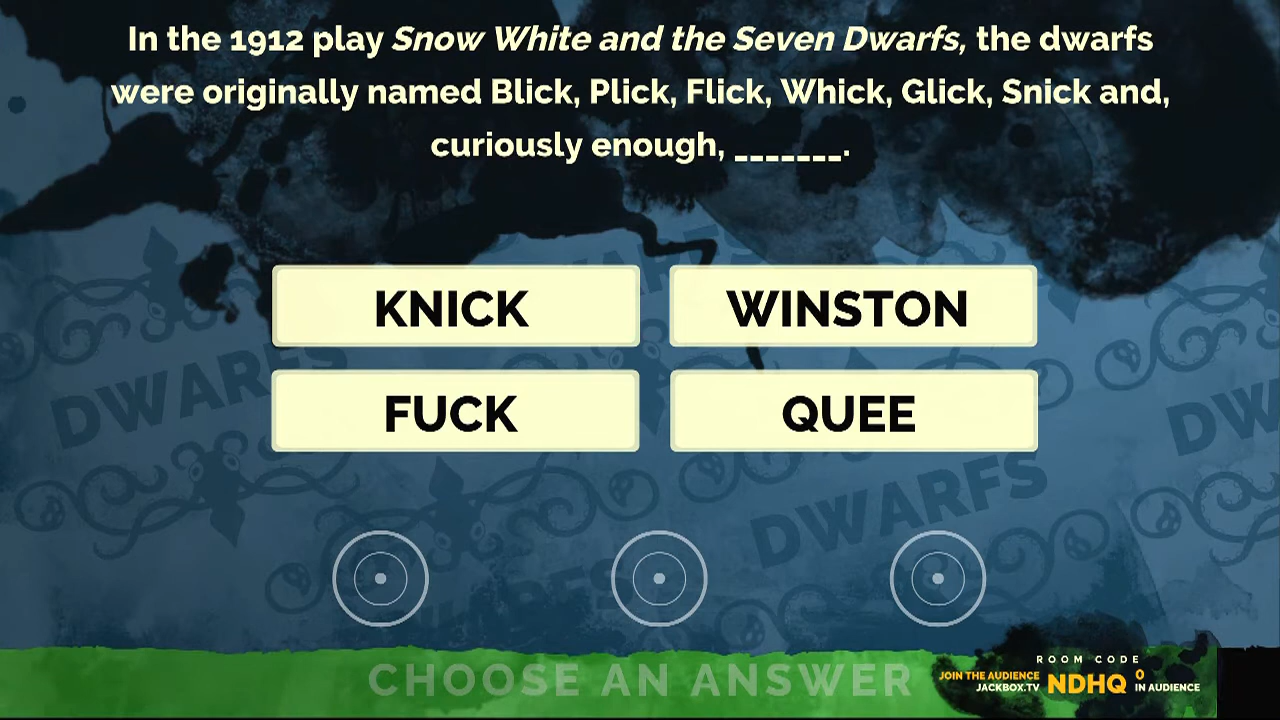 In the 1912 play Snow White and the Seven Dwarfs, the dwarfs
were originally named Blick, Plick, Flick, Whick, Glick, Snick and,
curiously enough, _______.
KNICK
WINSTON
FUCK
QUEE
DWARFS
DWARFS
DWARFS
CHOOSE AN ANSWER
ROOM CODE
JOIN THE AUDIENCE
JACKBOX.TV
NDHQ
0
IN AUDIENCE